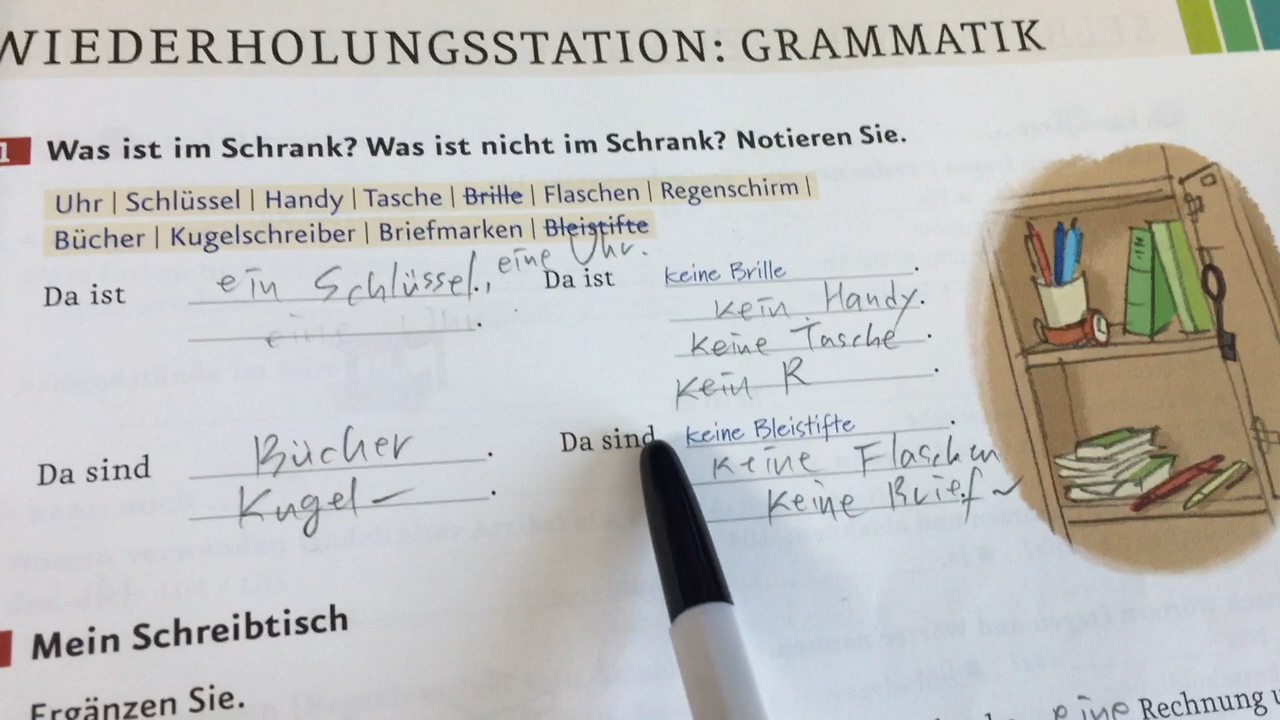 WIEDERHOLUNGSSTATION: GRAMMATIK
1 Was ist im Schrank? Was ist nicht im Schrank? Notieren Sie.
Uhr | Schlüssel | Handy | Tasche | Brille | Flaschen | Regenschirm |
Bücher | Kugelschreiber | Briefmarken | Bleistifte
Da ist ein Schlüssel., eine Uhr. Da ist keine Brille .
kein Handy.
eine Uhr . keine Tasche .
kein R .
Da sind Bücher . Da sind keine Bleistifte .
Kugel – . keine Flaschen
keine Brief
Mein Schreibtisch
Ergänzen Sie.
eine Rechnung